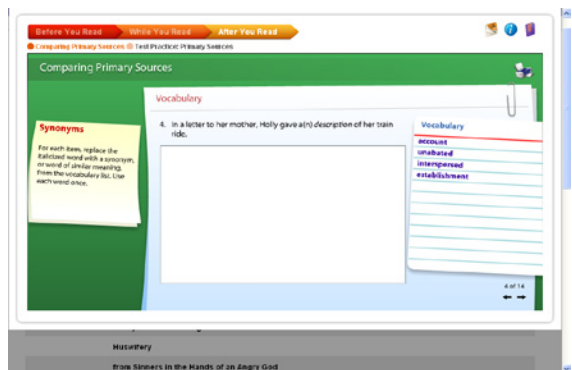 Before You Read While You Read After You Read
Comparing Primary Sources Test Practice: Primary Sources
Comparing Primary Sources
Vocabulary
Synonyms
For each item, replace the
italicized word with a synonym,
or word of similar meaning,
from the vocabulary list. Use
each word once.
4. In a letter to her mother, Holly gave a(n) description of her train
ride.
Vocabulary
account
unabated
interspersed
establishment
4 of 14
Huswifery
from Sinners in the Hands of an Angry God